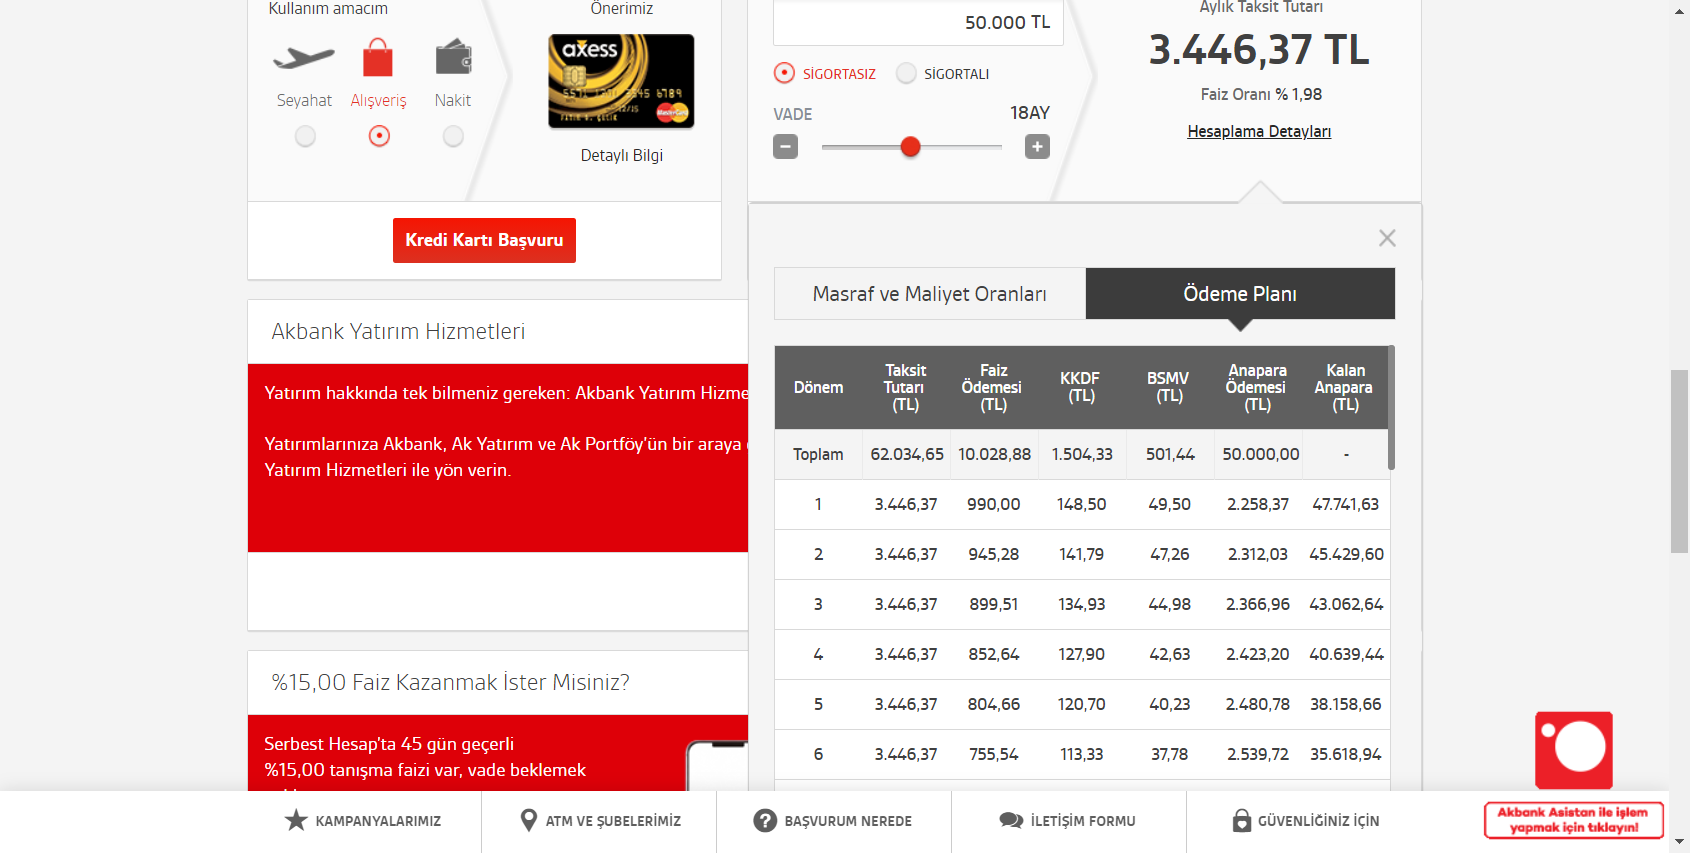 Kullanım amacım
Seyahat Alışveriş Nakit
Önerimiz
axess
MasterCard
Detaylı Bilgi
Kredi Kartı Başvuru
50.000 TL
SİGORTASIZ SİGORTALI
VADE 18AY
Aylık Taksit Tutarı
3.446,37 TL
Faiz Oranı % 1,98
Hesaplama Detayları
Akbank Yatırım Hizmetleri
Yatırım hakkında tek bilmeniz gereken: Akbank Yatırım Hizme
Yatırımlarınıza Akbank, Ak Yatırım ve Ak Portföy'ün bir araya
Yatırım Hizmetleri ile yön verin.
%15,00 Faiz Kazanmak İster Misiniz?
Serbest Hesap'ta 45 gün geçerli
%15,00 tanışma faizi var, vade beklemek
Masraf ve Maliyet Oranları Ödeme Planı
Dönem Taksit Tutarı (TL) Faiz Ödemesi (TL) KKDF (TL) BSMV (TL) Anapara Ödemesi (TL) Kalan Anapara (TL)
Toplam 62.034,65 10.028,88 1.504,33 501,44 50.000,00 -
1 3.446,37 990,00 148,50 49,50 2.258,37 47.741,63
2 3.446,37 945,28 141,79 47,26 2.312,03 45.429,60
3 3.446,37 899,51 134,93 44,98 2.366,96 43.062,64
4 3.446,37 852,64 127,90 42,63 2.423,20 40.639,44
5 3.446,37 804,66 120,70 40,23 2.480,78 38.158,66
6 3.446,37 755,54 113,33 37,78 2.539,72 35.618,94
KAMPANYALARIMIZ ATM VE ŞUBELERİMİZ BAŞVURUM NEREDE İLETİŞİM FORMU GÜVENLİĞİNİZ İÇİN
Akbank Asistan ile işlem
yapmak için tıklayın!